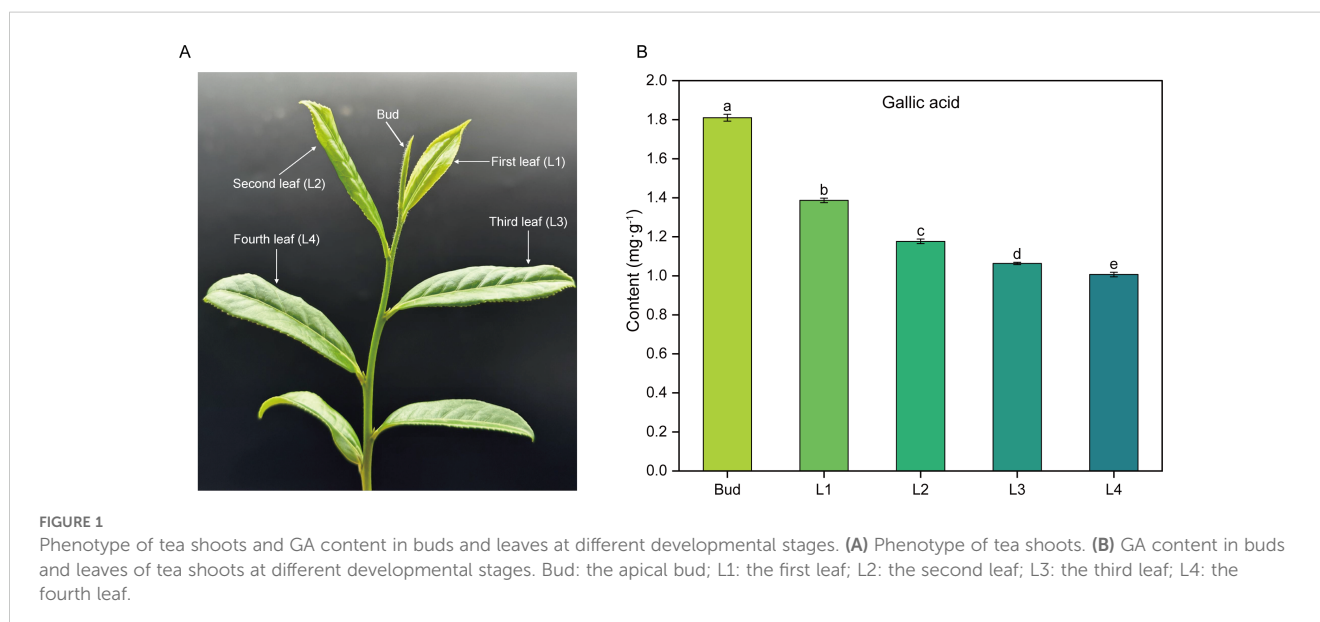 A
Bud
First leaf (L1)
Second leaf (L2)
Third leaf (L3)
Fourth leaf (L4)
B
Gallic acid
Content (mg·g⁻¹)
2.0
1.8
1.6
1.4
1.2
1.0
0.8
0.6
0.4
0.2
0.0
a
b
c
d
e
Bud L1 L2 L3 L4
FIGURE 1
Phenotype of tea shoots and GA content in buds and leaves at different developmental stages. (A) Phenotype of tea shoots. (B) GA content in buds
and leaves of tea shoots at different developmental stages. Bud: the apical bud; L1: the first leaf; L2: the second leaf; L3: the third leaf; L4: the
fourth leaf.